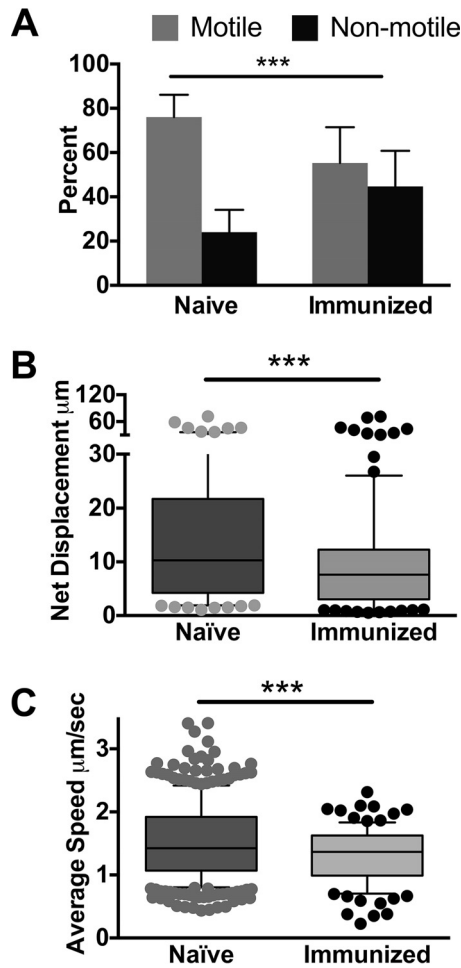 A
Motile Non-motile
***
100
80
60
40
20
0
Percent
Naive Immunized
B
***
120
60
30
20
10
0
Net Displacement μm
Naïve Immunized
C
***
3
2
1
0
Average Speed μm/sec
Naïve Immunized